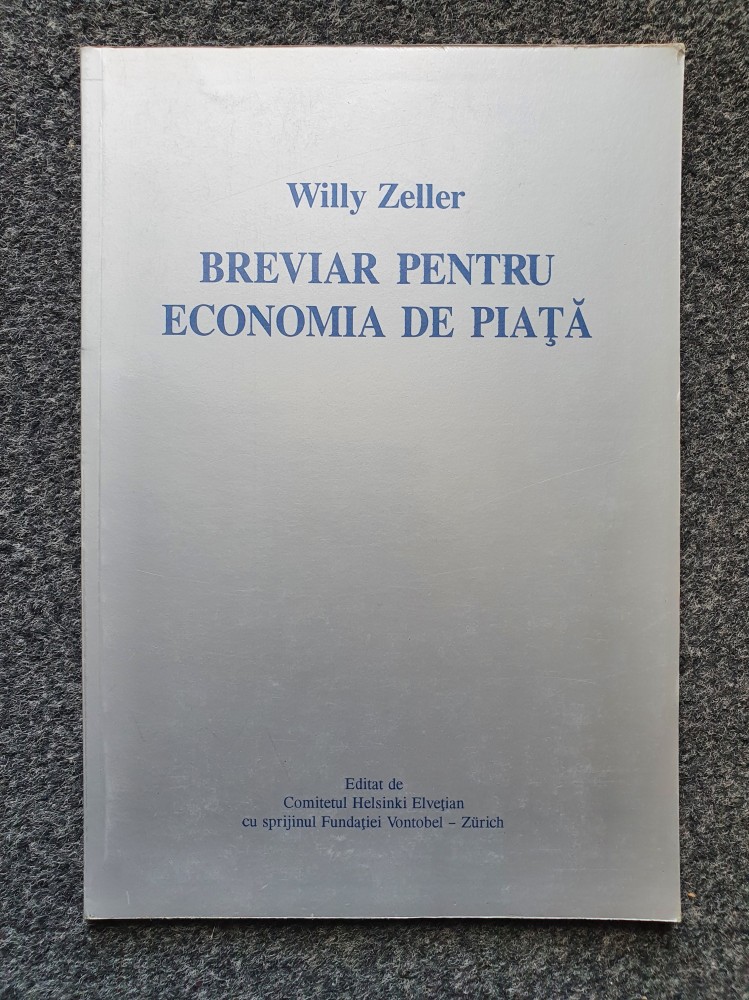 Willy Zeller
BREVIAR PENTRU
ECONOMIA DE PIAŢĂ
Editat de
Comitetul Helsinki Elveţian
cu sprijinul Fundaţiei Vontobel – Zürich